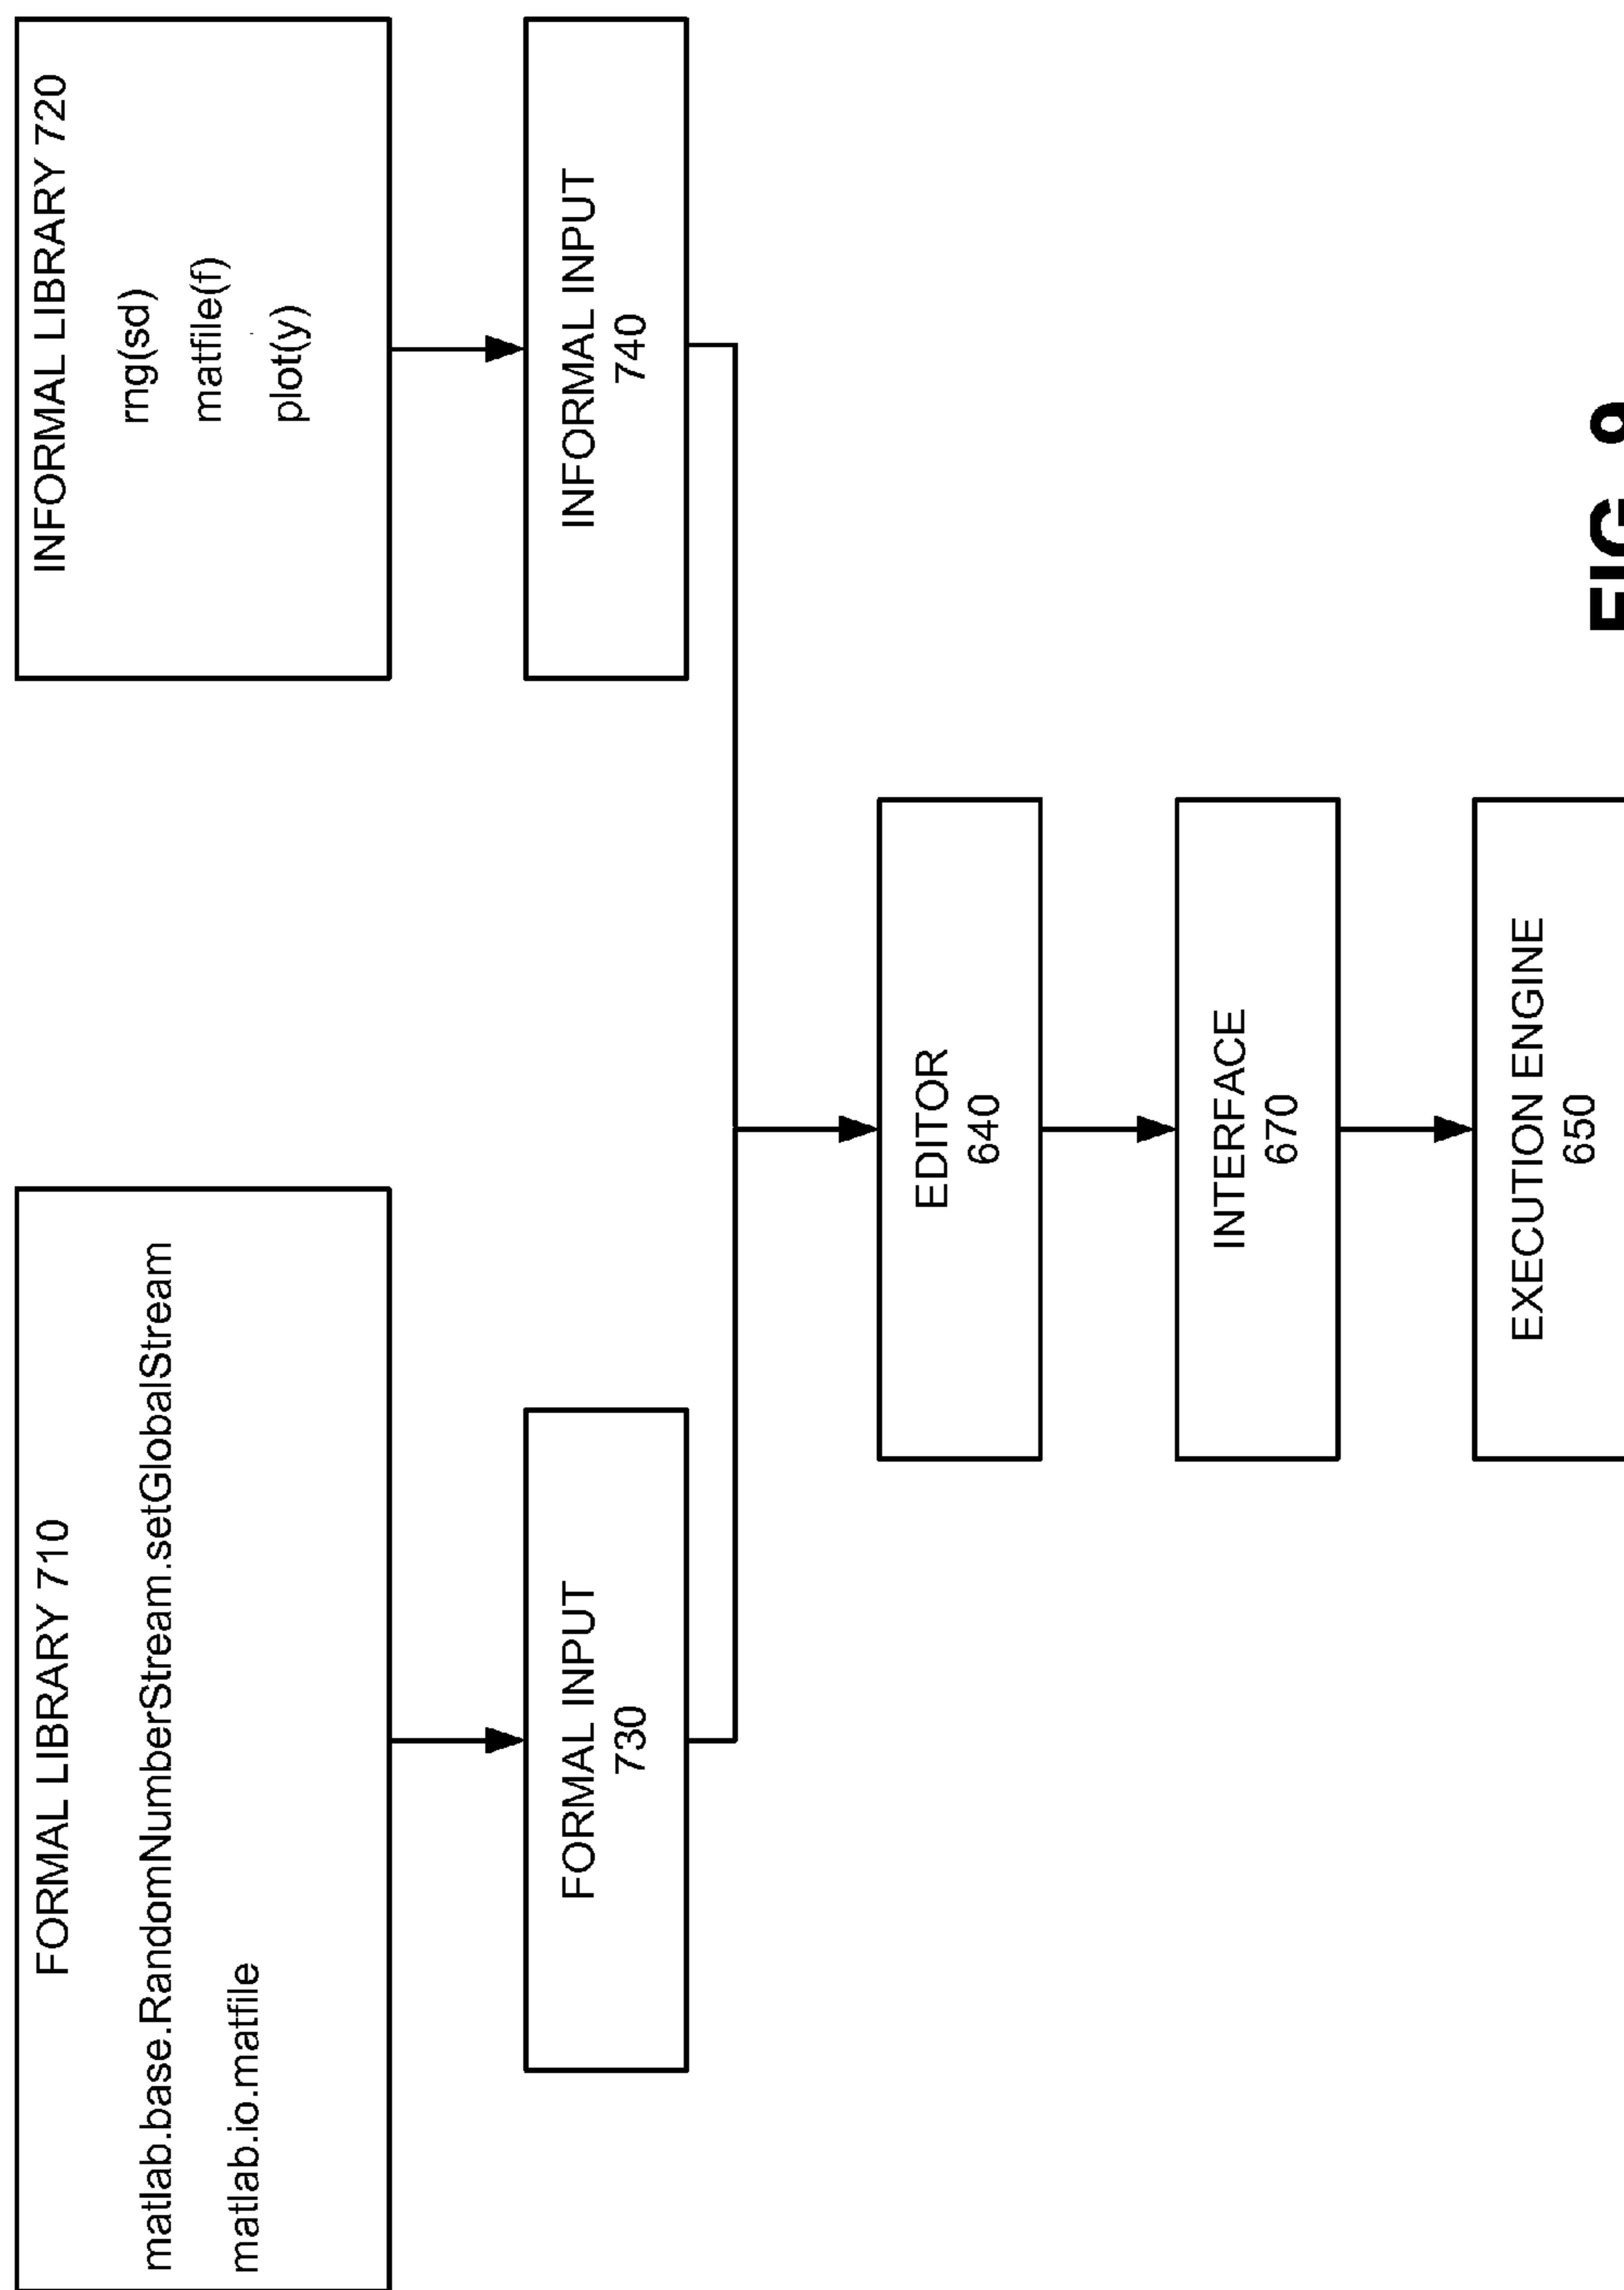 FORMAL LIBRARY 710
matlab.base.RandomNumberStream.setGlobalStream
matlab.io.matfile
INFORMAL LIBRARY 720
rng(sd)
matfile(f)
plot(y)
FORMAL INPUT
730
INFORMAL INPUT
740
EDITOR
640
INTERFACE
670
EXECUTION ENGINE
650
FIG.